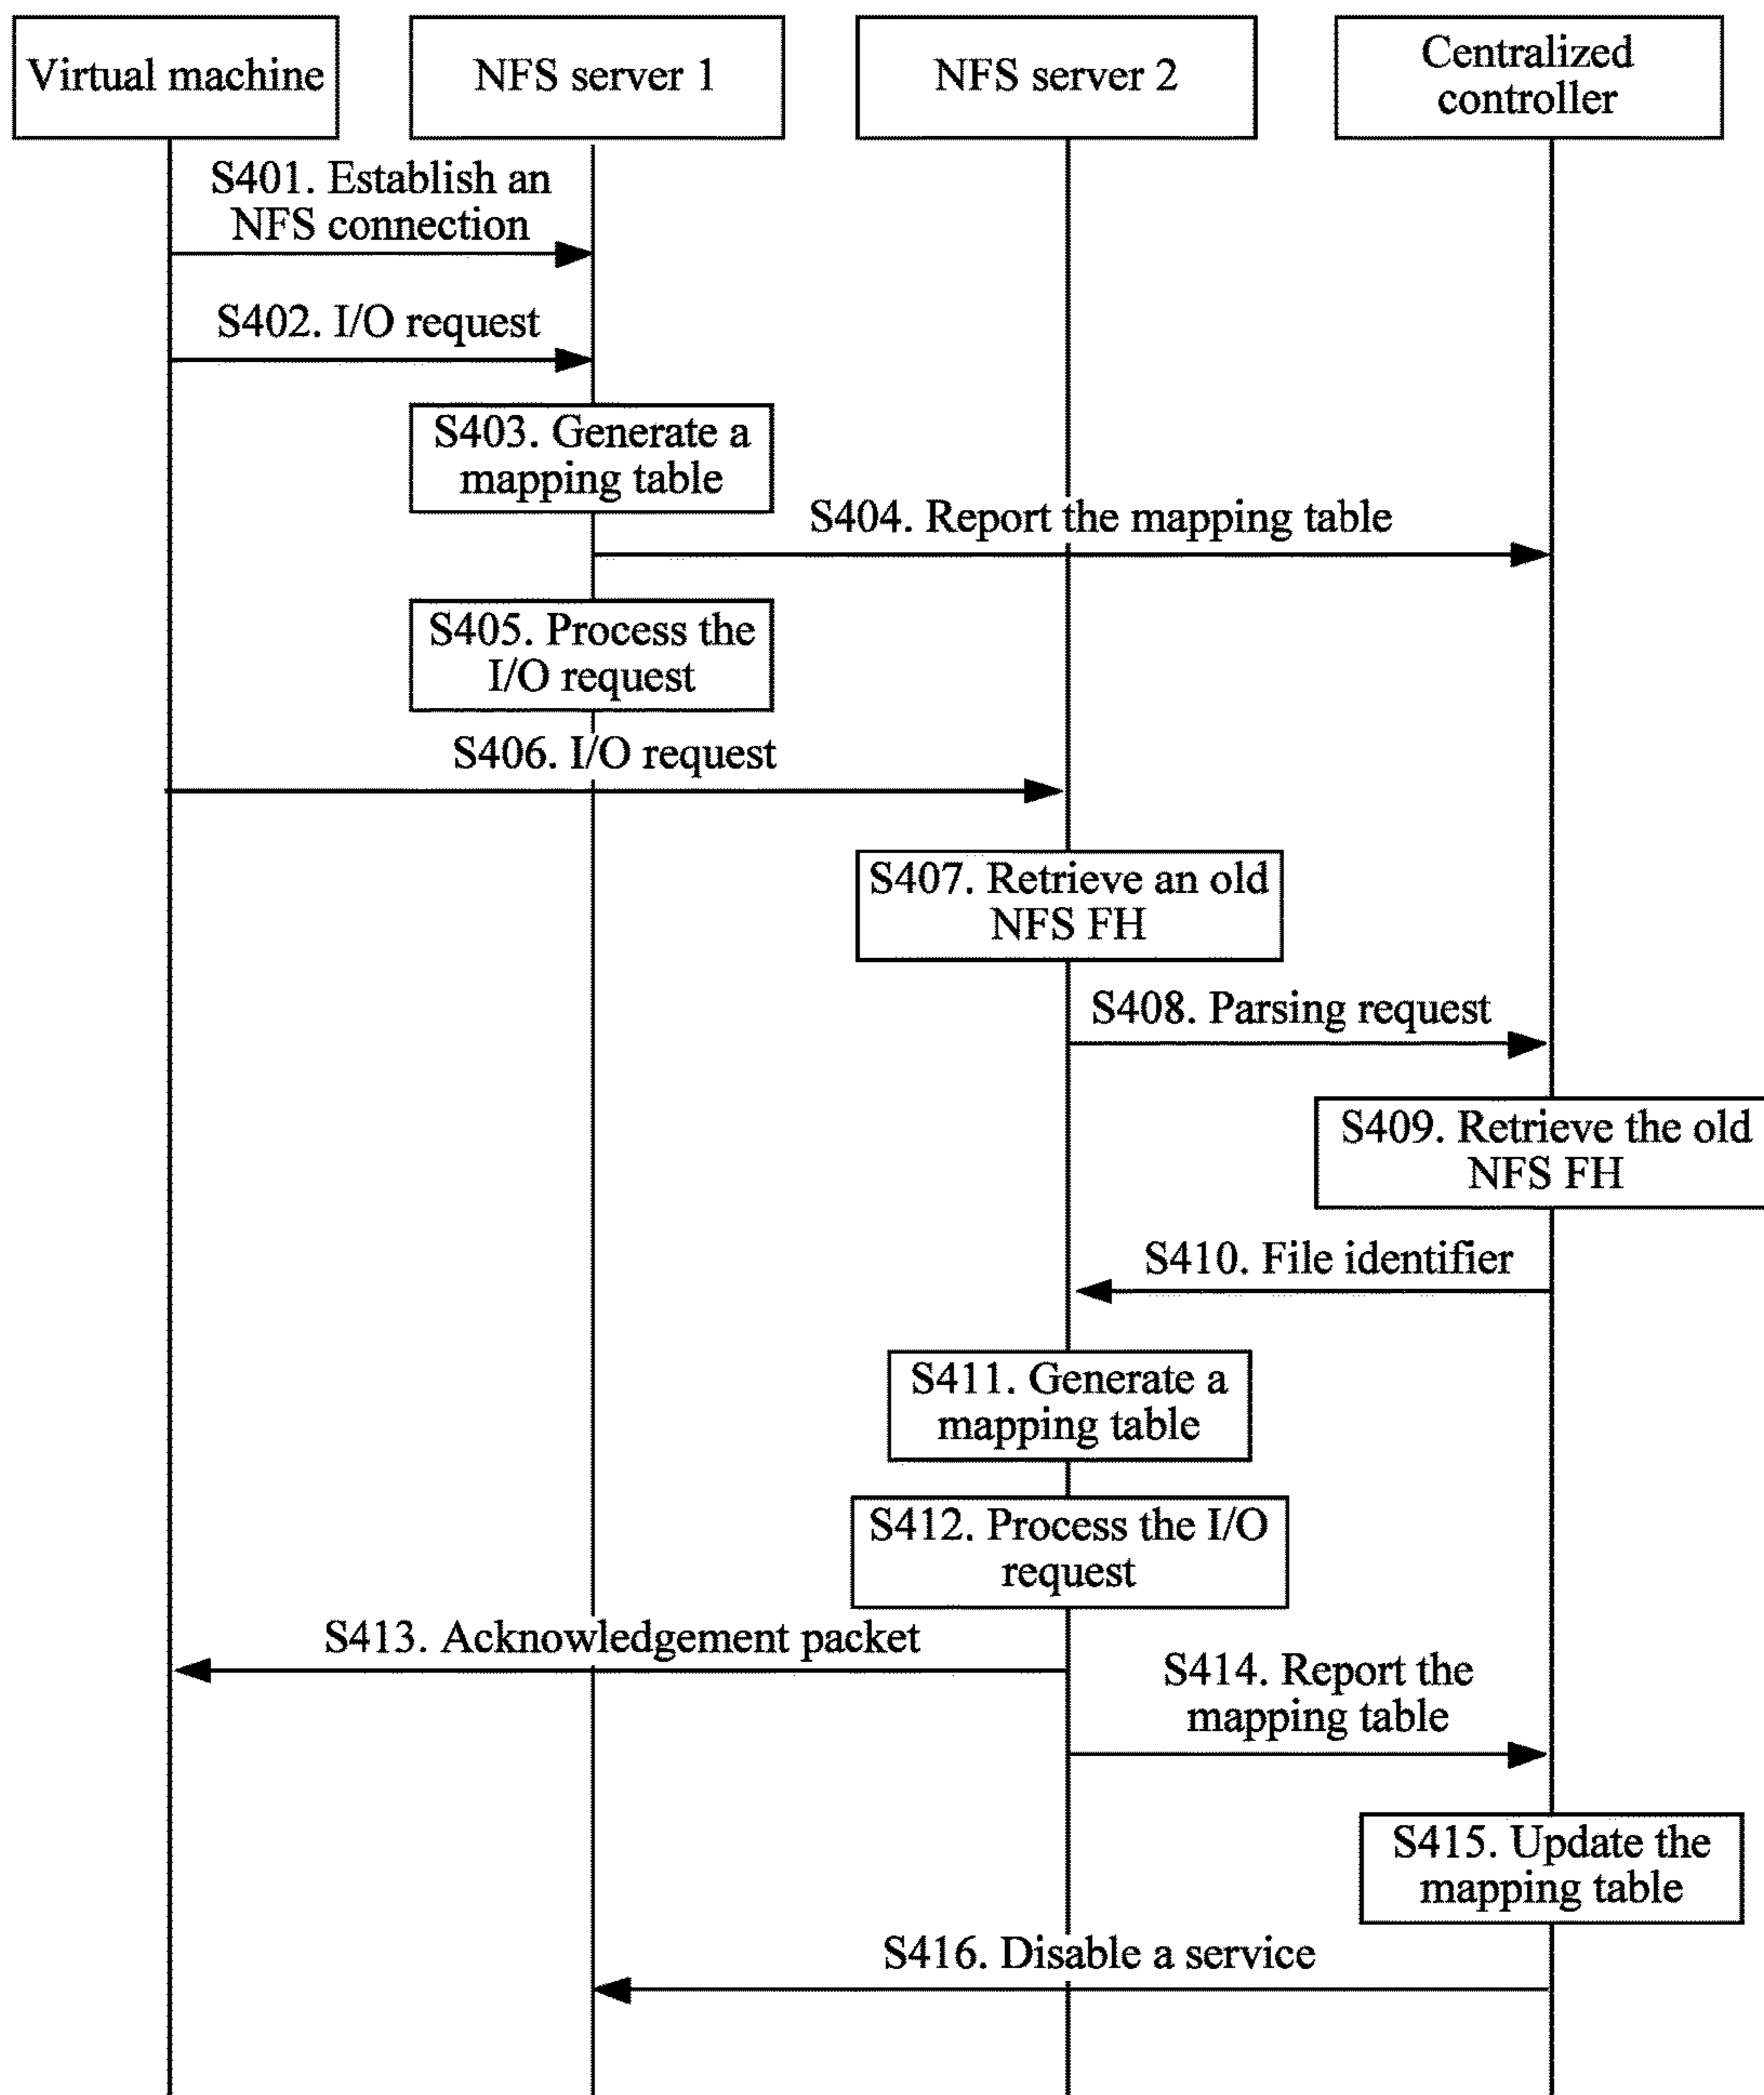 Virtual machine
NFS server 1
NFS server 2
Centralized
controller
S401. Establish an
NFS connection
S402. I/O request
S403. Generate a
mapping table
S404. Report the mapping table
S405. Process the
I/O request
S406. I/O request
S407. Retrieve an old
NFS FH
S408. Parsing request
S409. Retrieve the old
NFS FH
S410. File identifier
S411. Generate a
mapping table
S412. Process the I/O
request
S413. Acknowledgement packet
S414. Report the
mapping table
S415. Update the
mapping table
S416. Disable a service